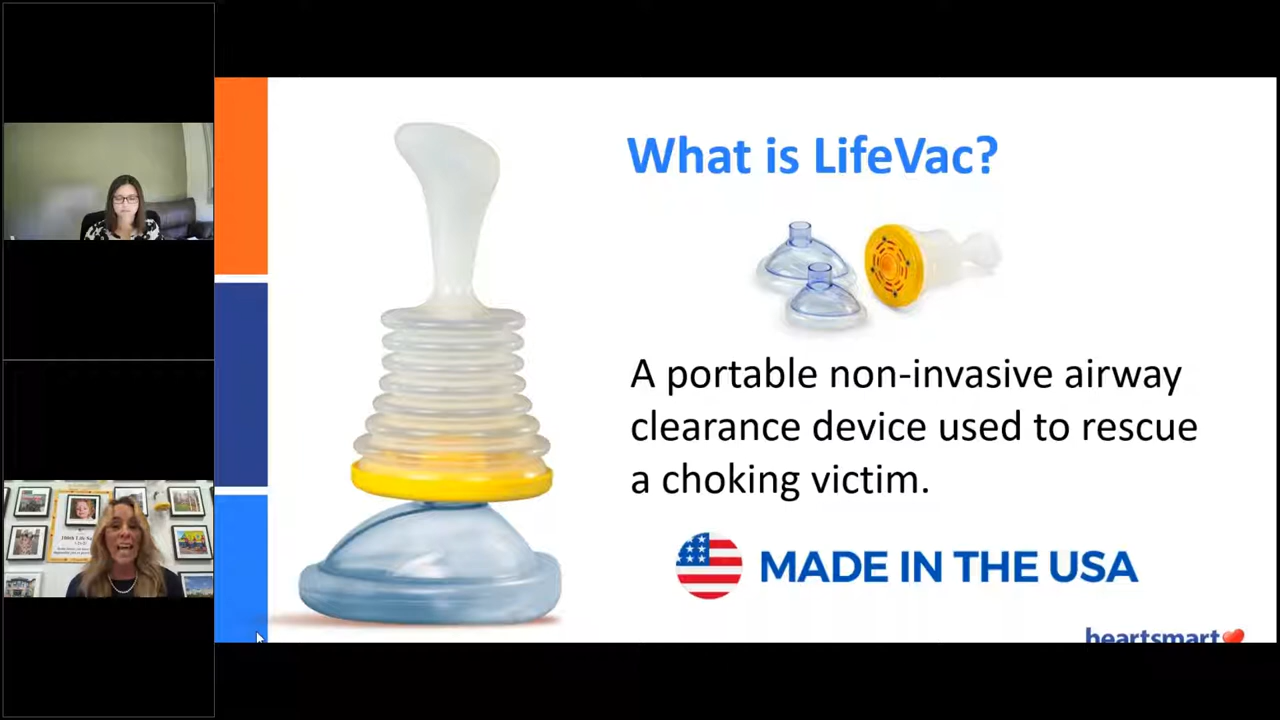 What is LifeVac?
A portable non-invasive airway
clearance device used to rescue
a choking victim.
MADE IN THE USA
heartsmart